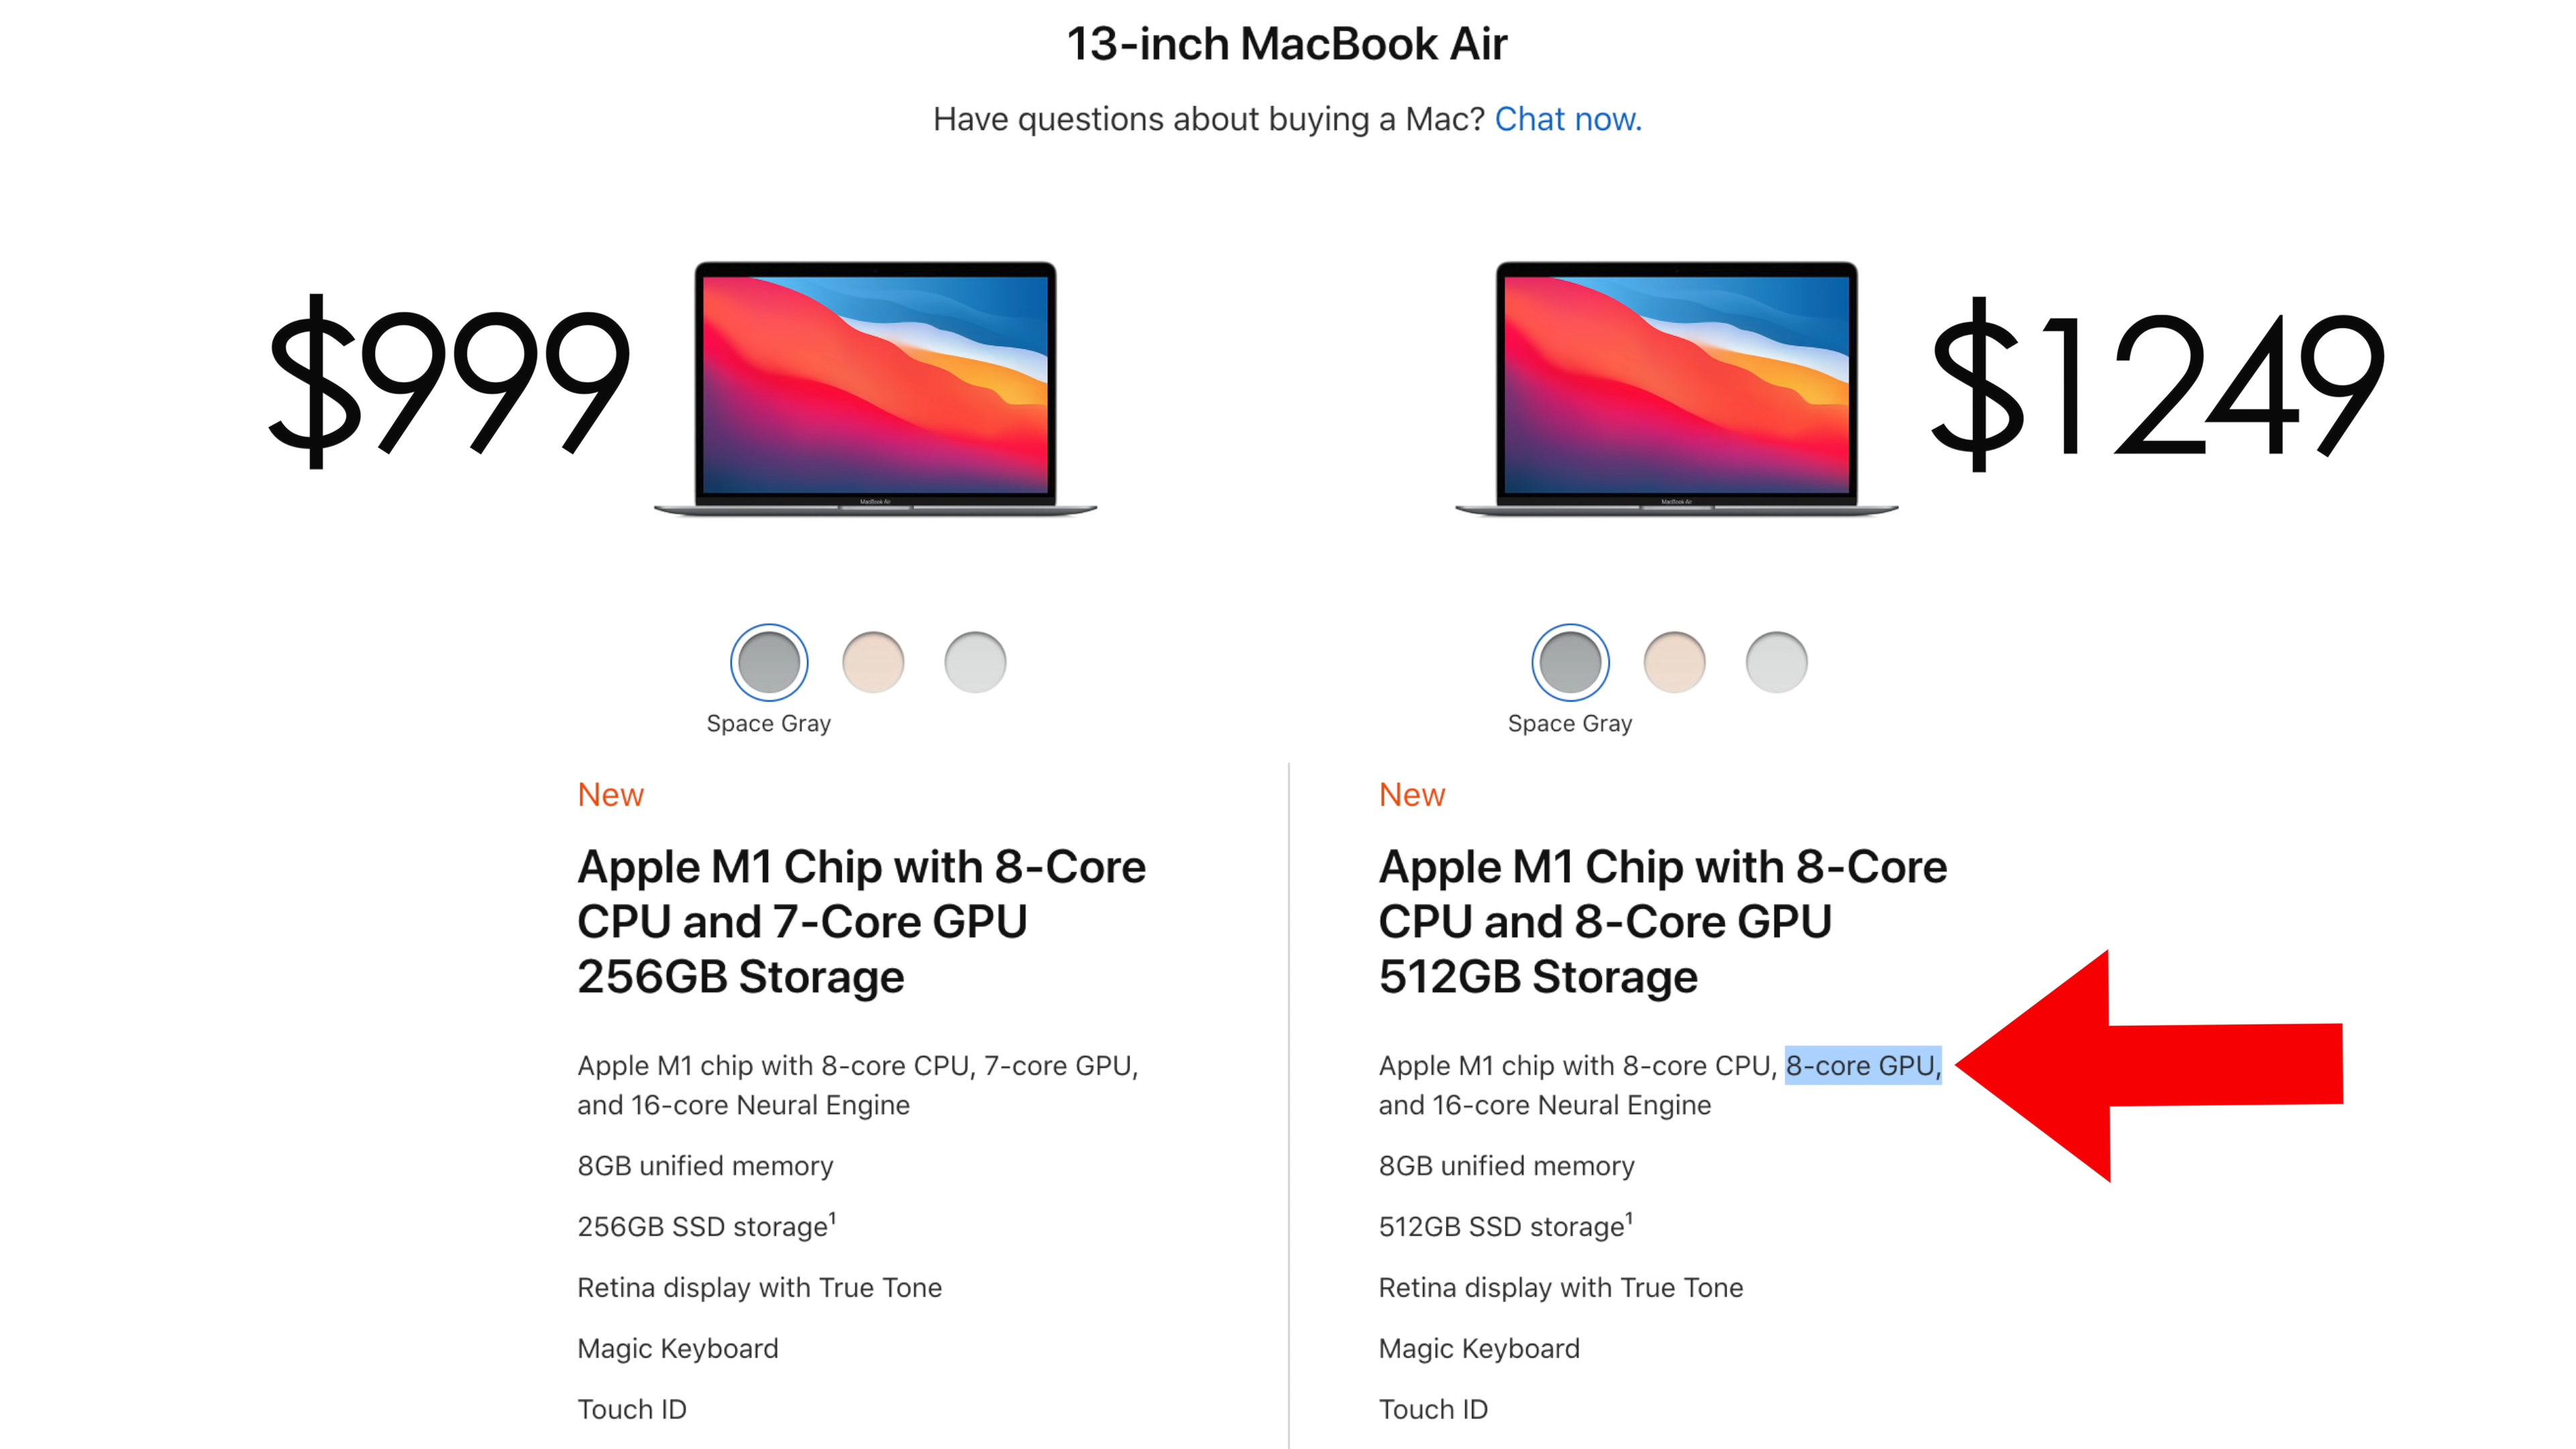 13-inch MacBook Air
Have questions about buying a Mac? Chat now.
$999
$1249
MacBook Air
MacBook Air
Space Gray
Space Gray
New
Apple M1 Chip with 8-Core
CPU and 7-Core GPU
256GB Storage
Apple M1 chip with 8-core CPU, 7-core GPU,
and 16-core Neural Engine
8GB unified memory
256GB SSD storage¹
Retina display with True Tone
Magic Keyboard
Touch ID
New
Apple M1 Chip with 8-Core
CPU and 8-Core GPU
512GB Storage
Apple M1 chip with 8-core CPU, 8-core GPU,
and 16-core Neural Engine
8GB unified memory
512GB SSD storage¹
Retina display with True Tone
Magic Keyboard
Touch ID